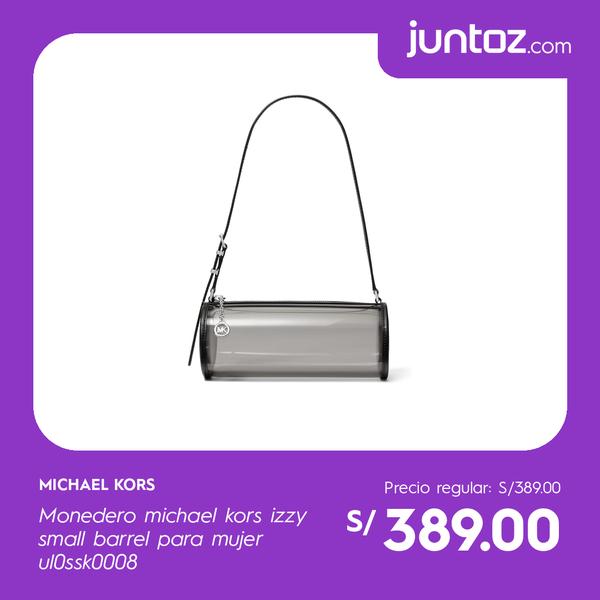 juntoz.com
MK
MICHAEL KORS
Monedero michael kors izzy
small barrel para mujer
ul0ssk0008
Precio regular: S/389.00
S/ 389.00